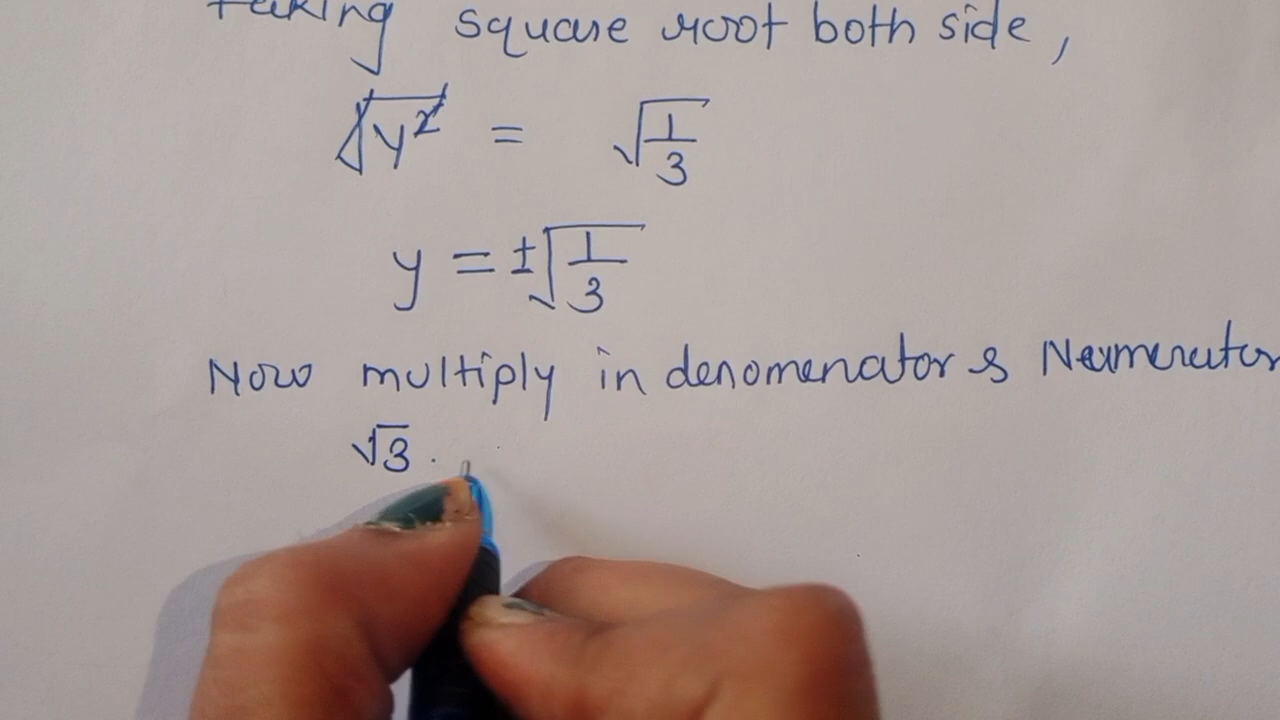 Taking square root both side,
√y² = √1/3
y = ±√1/3
Now multiply in denomenator & Neumerator
√3.